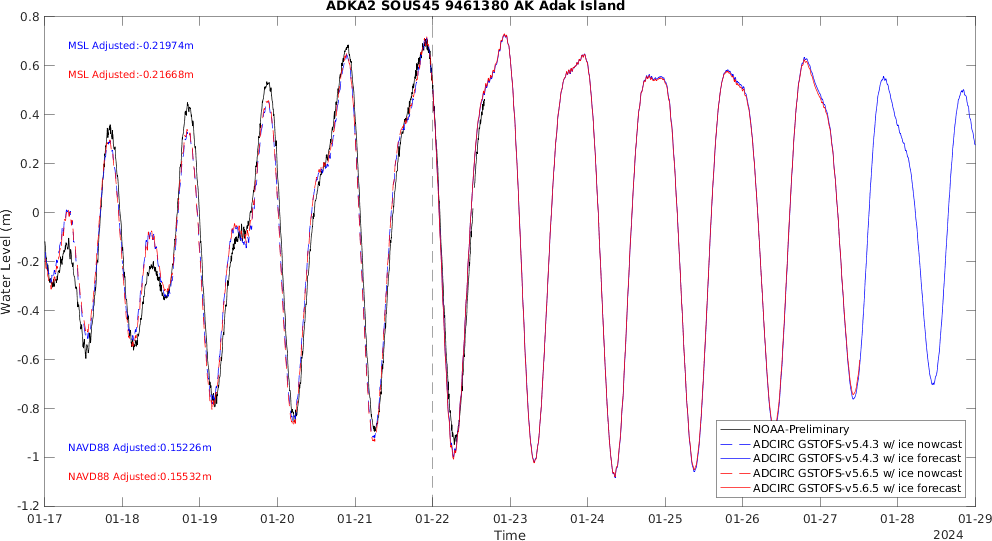 ADKA2 SOUS45 9461380 AK Adak Island
MSL Adjusted:-0.21974m
MSL Adjusted:-0.21668m
NAVD88 Adjusted:0.15226m
NAVD88 Adjusted:0.15532m
Water Level (m)
0.8
0.6
0.4
0.2
0
-0.2
-0.4
-0.6
-0.8
-1
-1.2
NOAA-Preliminary
ADCIRC GSTOFS-v5.4.3 w/ ice nowcast
ADCIRC GSTOFS-v5.4.3 w/ ice forecast
ADCIRC GSTOFS-v5.6.5 w/ ice nowcast
ADCIRC GSTOFS-v5.6.5 w/ ice forecast
01-17 01-18 01-19 01-20 01-21 01-22 01-23 01-24 01-25 01-26 01-27 01-28 01-29
Time
2024